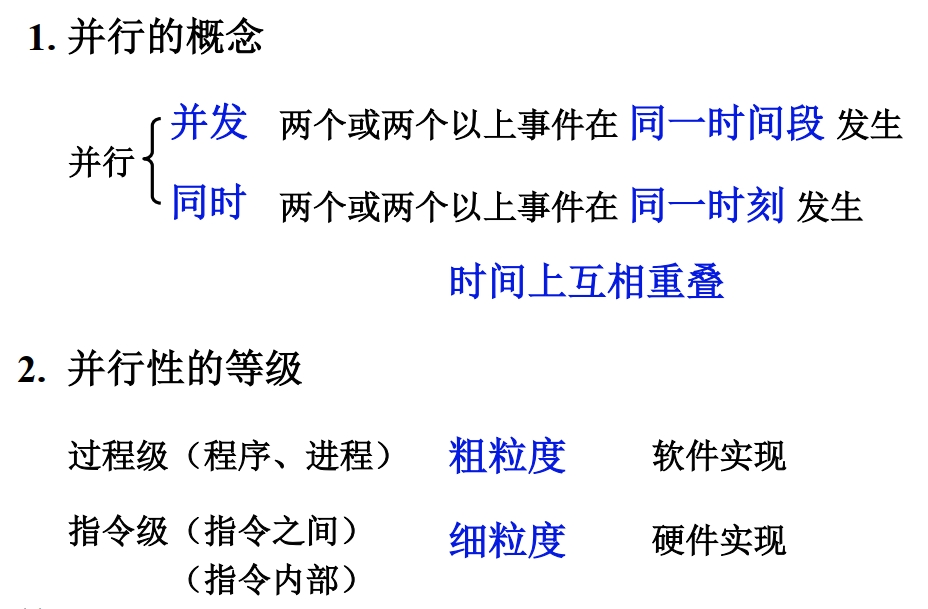 1. 并行的概念
并行
并发 两个或两个以上事件在 同一时间段 发生
同时 两个或两个以上事件在 同一时刻 发生
时间上互相重叠
2. 并行性的等级
过程级（程序、进程） 粗粒度 软件实现
指令级（指令之间） 细粒度 硬件实现
（指令内部）